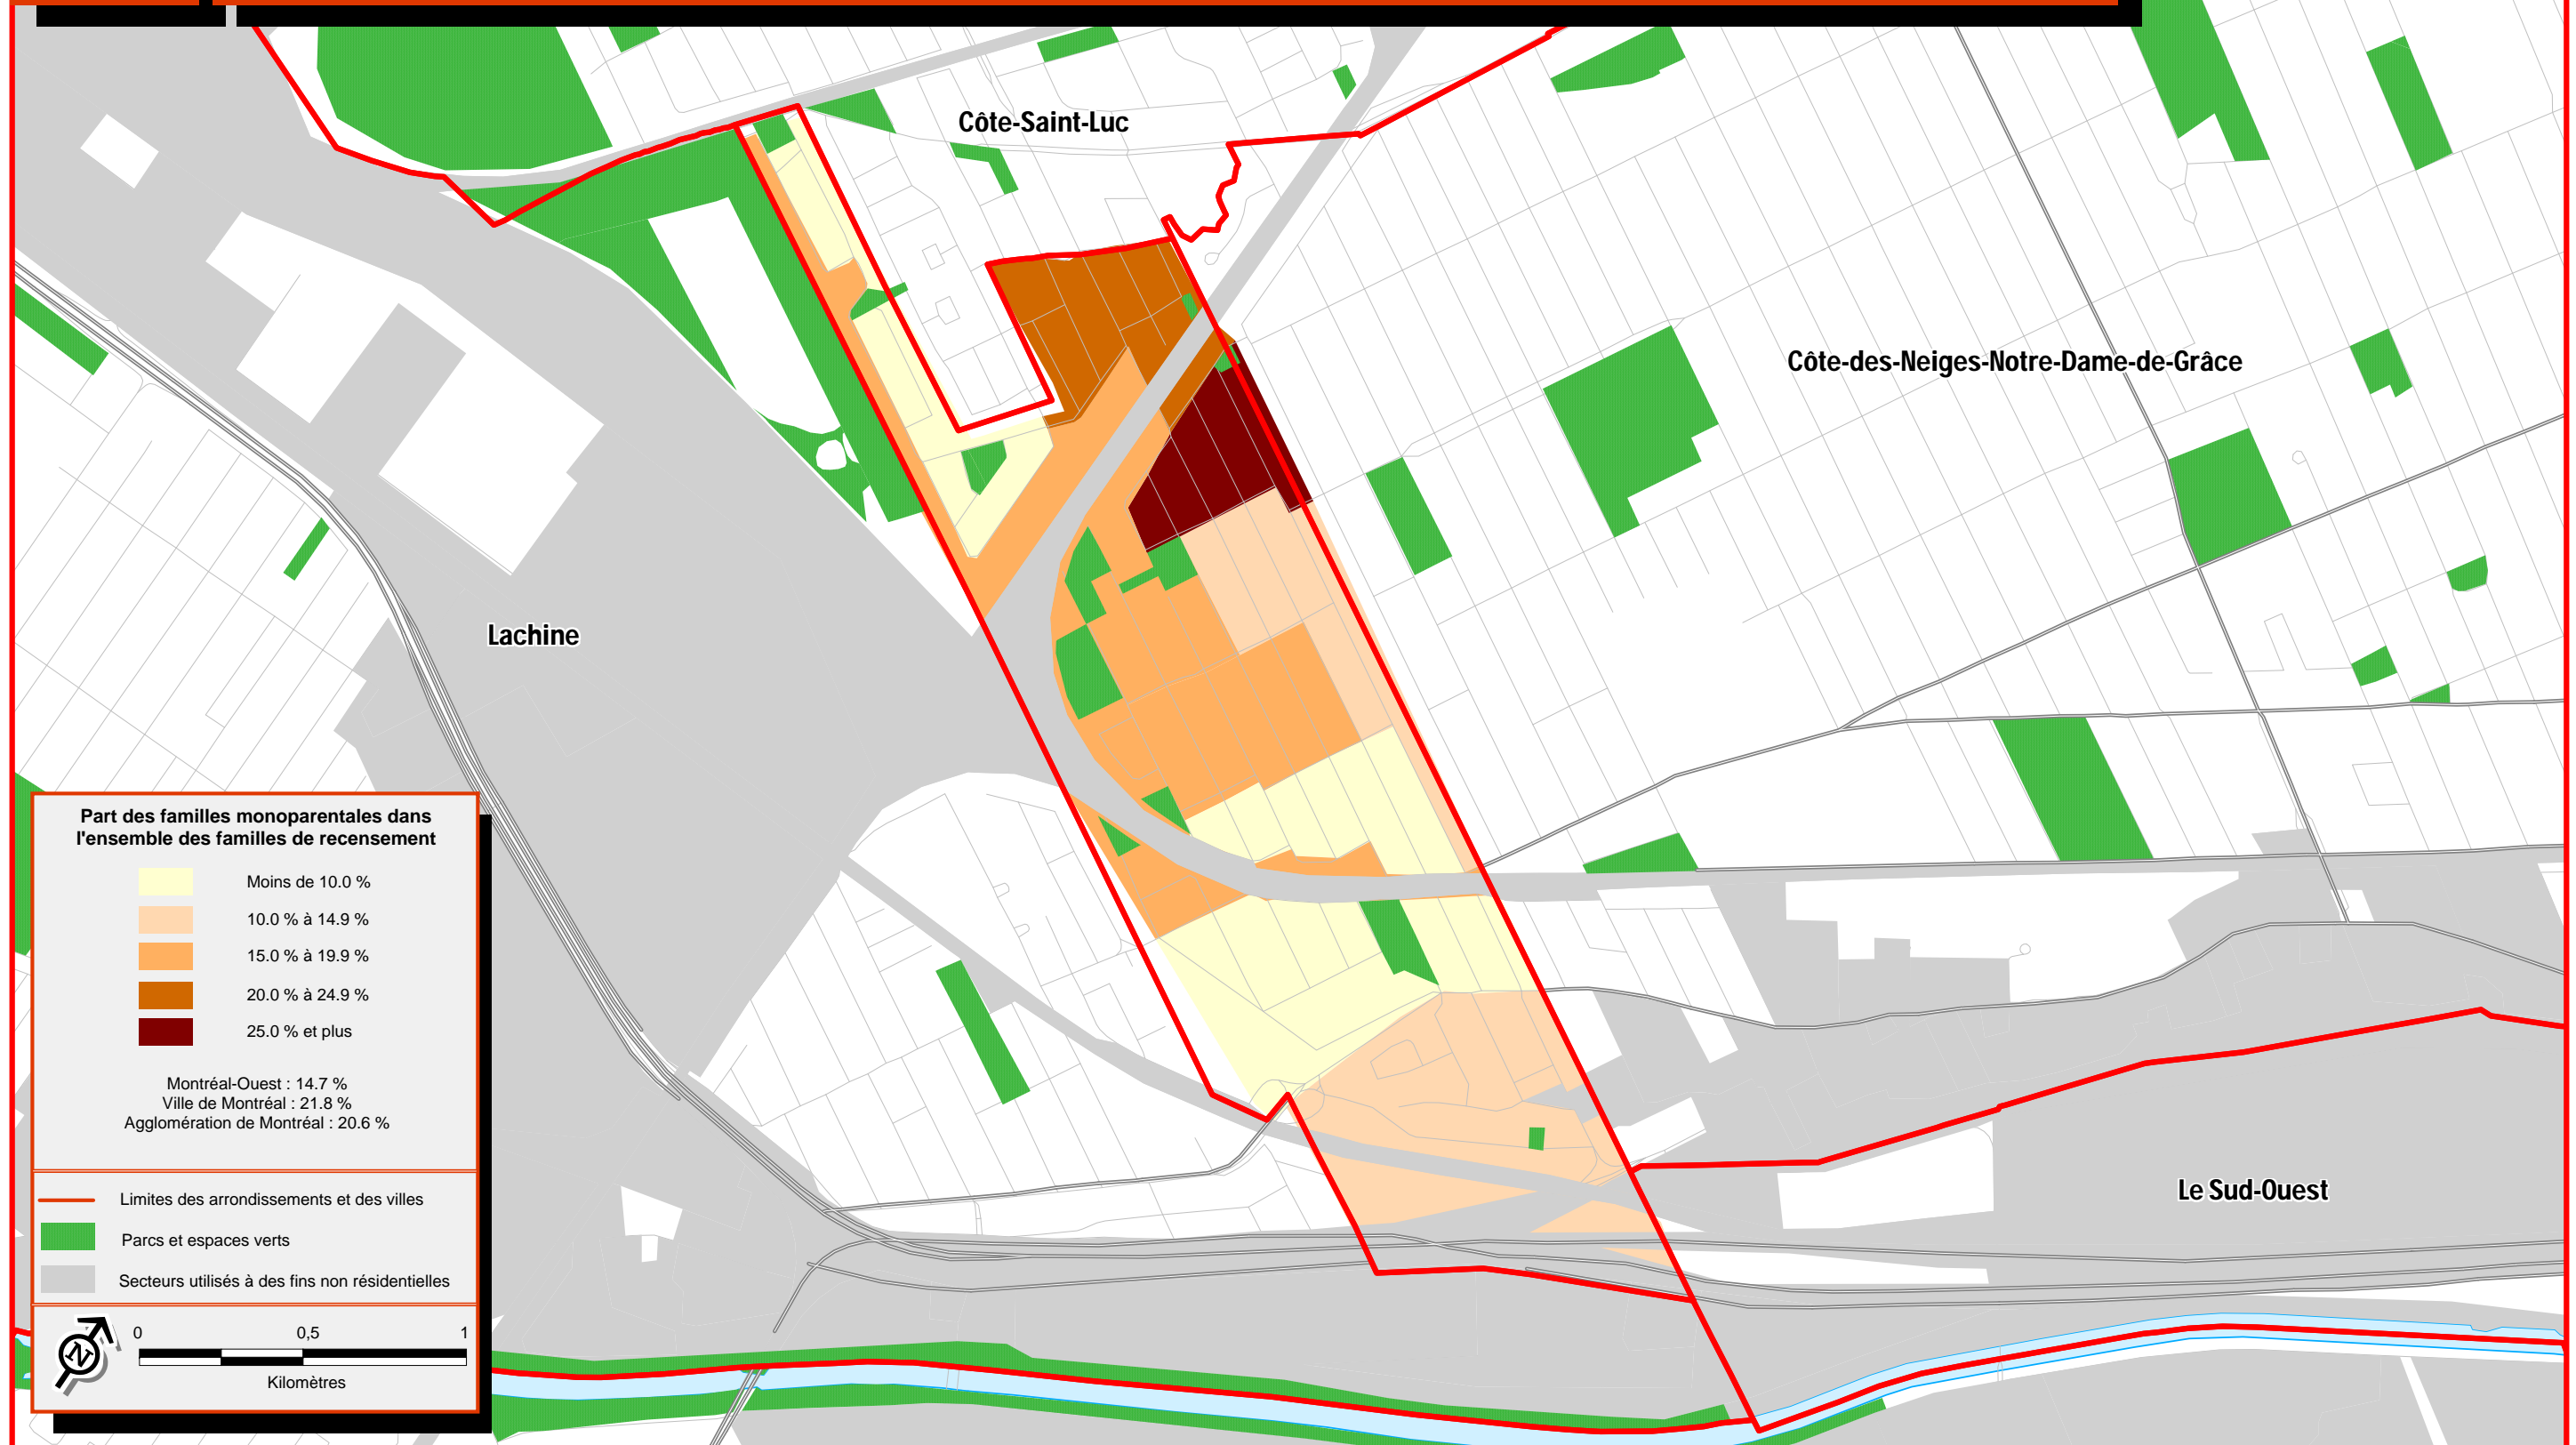 Côte-Saint-Luc
Côte-des-Neiges-Notre-Dame-de-Grâce
Lachine
Le Sud-Ouest
Part des familles monoparentales dans
l'ensemble des familles de recensement
Moins de 10.0 %
10.0 % à 14.9 %
15.0 % à 19.9 %
20.0 % à 24.9 %
25.0 % et plus
Montréal-Ouest : 14.7 %
Ville de Montréal : 21.8 %
Agglomération de Montréal : 20.6 %
Limites des arrondissements et des villes
Parcs et espaces verts
Secteurs utilisés à des fins non résidentielles
N
0 0,5 1
Kilomètres